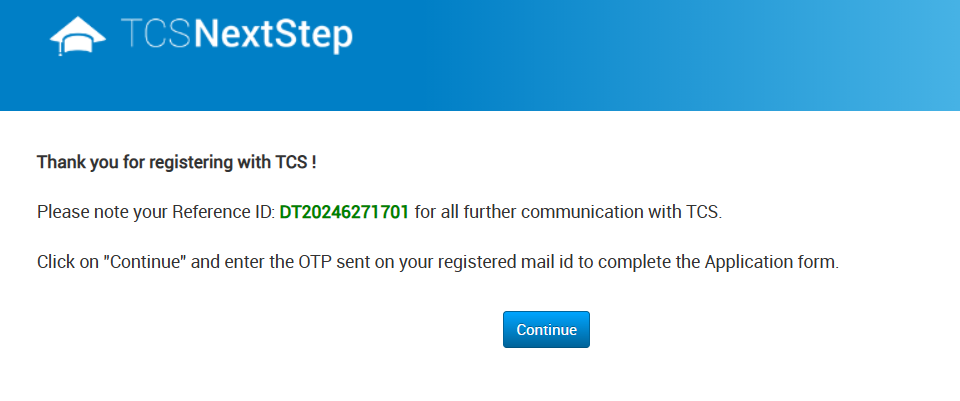 TCSNextStep
Thank you for registering with TCS !
Please note your Reference ID: DT20246271701 for all further communication with TCS.
Click on "Continue" and enter the OTP sent on your registered mail id to complete the Application form.
Continue